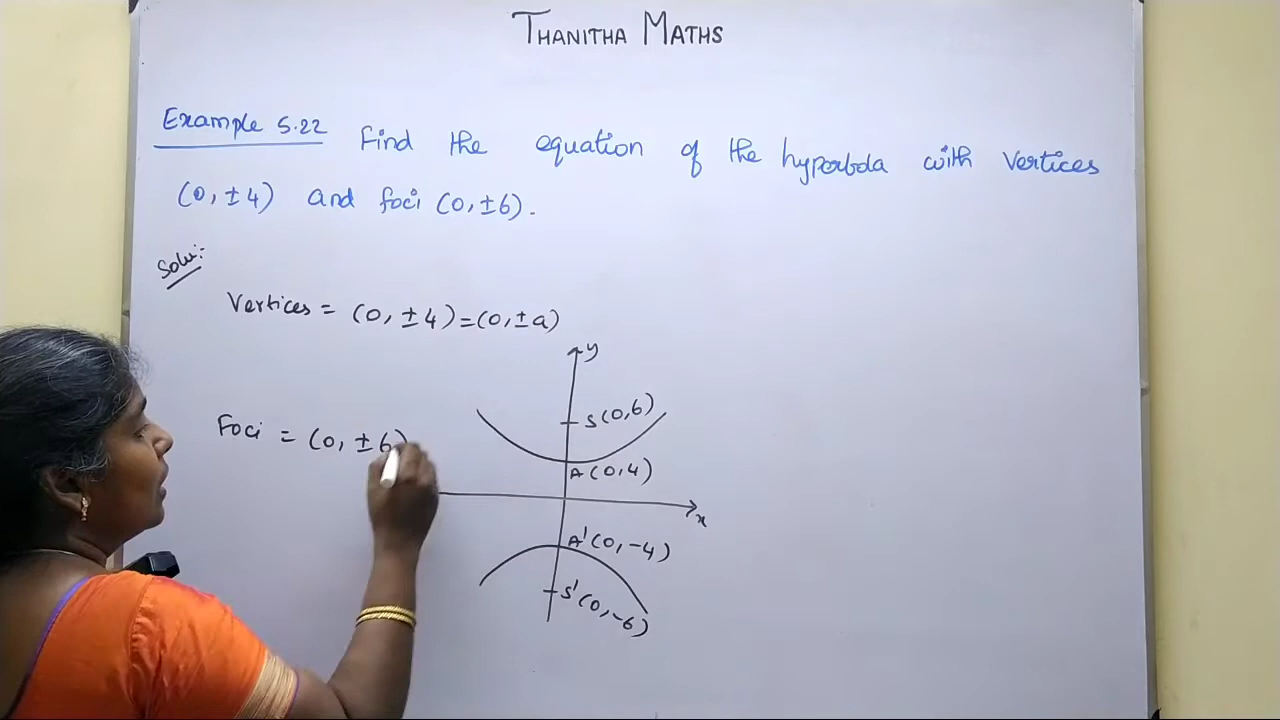 THANITHA MATHS
Example 5.22 Find the equation of the hyperbola with vertices
(0, ±4) and foci (0, ±6).
Solu:-
Vertices = (0, ±4) = (0, ±a)
y
S(0,6)
Foci = (0, ±6)
A(0,4)
x
A'(0,-4)
S'(0,-6)